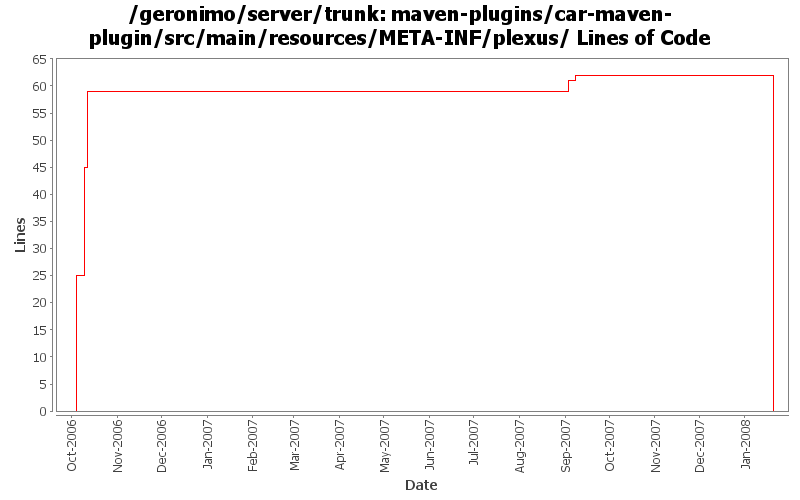 /geronimo/server/trunk: maven-plugins/car-maven-
plugin/src/main/resources/META-INF/plexus/ Lines of Code
65
60
55
50
45
40
35
30
25
20
15
10
5
0
Lines
Oct-2006
Nov-2006
Dec-2006
Jan-2007
Feb-2007
Mar-2007
Apr-2007
May-2007
Jun-2007
Jul-2007
Aug-2007
Sep-2007
Oct-2007
Nov-2007
Dec-2007
Jan-2008
Date